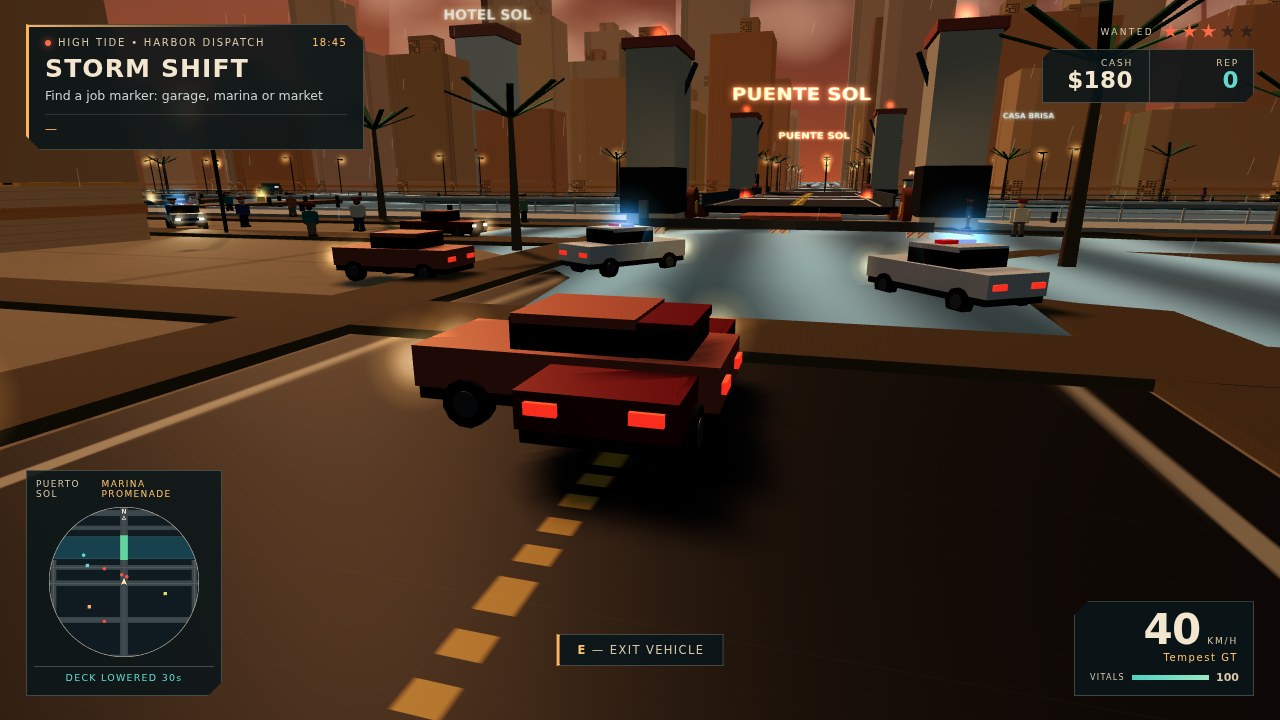 HOTEL SOL
HIGH TIDE • HARBOR DISPATCH 18:45
STORM SHIFT
Find a job marker: garage, marina or market
—
WANTED ★★★★★
CASH
$180
REP
0
PUENTE SOL
PUENTE SOL
CASA BRISA
PUERTO SOL
MARINA PROMENADE
N
DECK LOWERED 30s
E — EXIT VEHICLE
40 KM/H
Tempest GT
VITALS 100